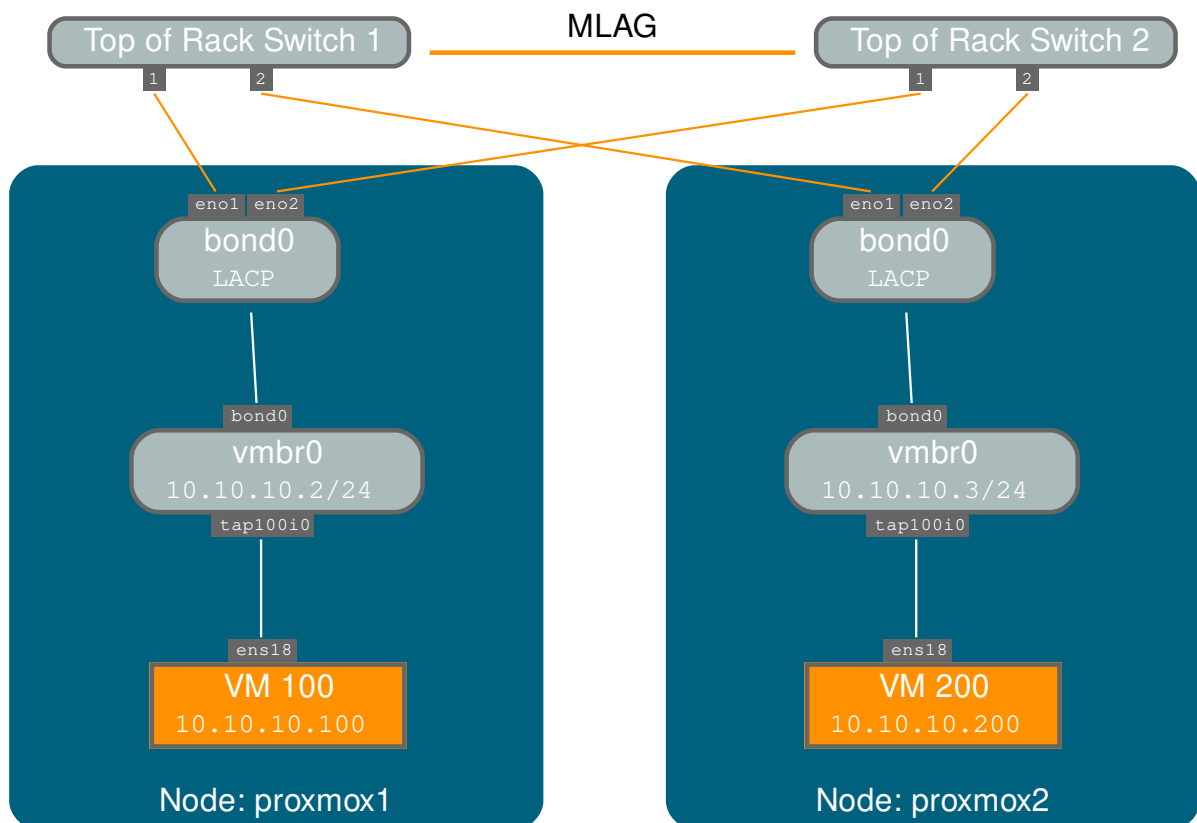 MLAG
Top of Rack Switch 1
Top of Rack Switch 2
1 2
1 2
eno1 eno2
bond0
LACP
bond0
vmbr0
10.10.10.2/24
tap100i0
ens18
VM 100
10.10.10.100
Node: proxmox1
eno1 eno2
bond0
LACP
bond0
vmbr0
10.10.10.3/24
tap100i0
ens18
VM 200
10.10.10.200
Node: proxmox2